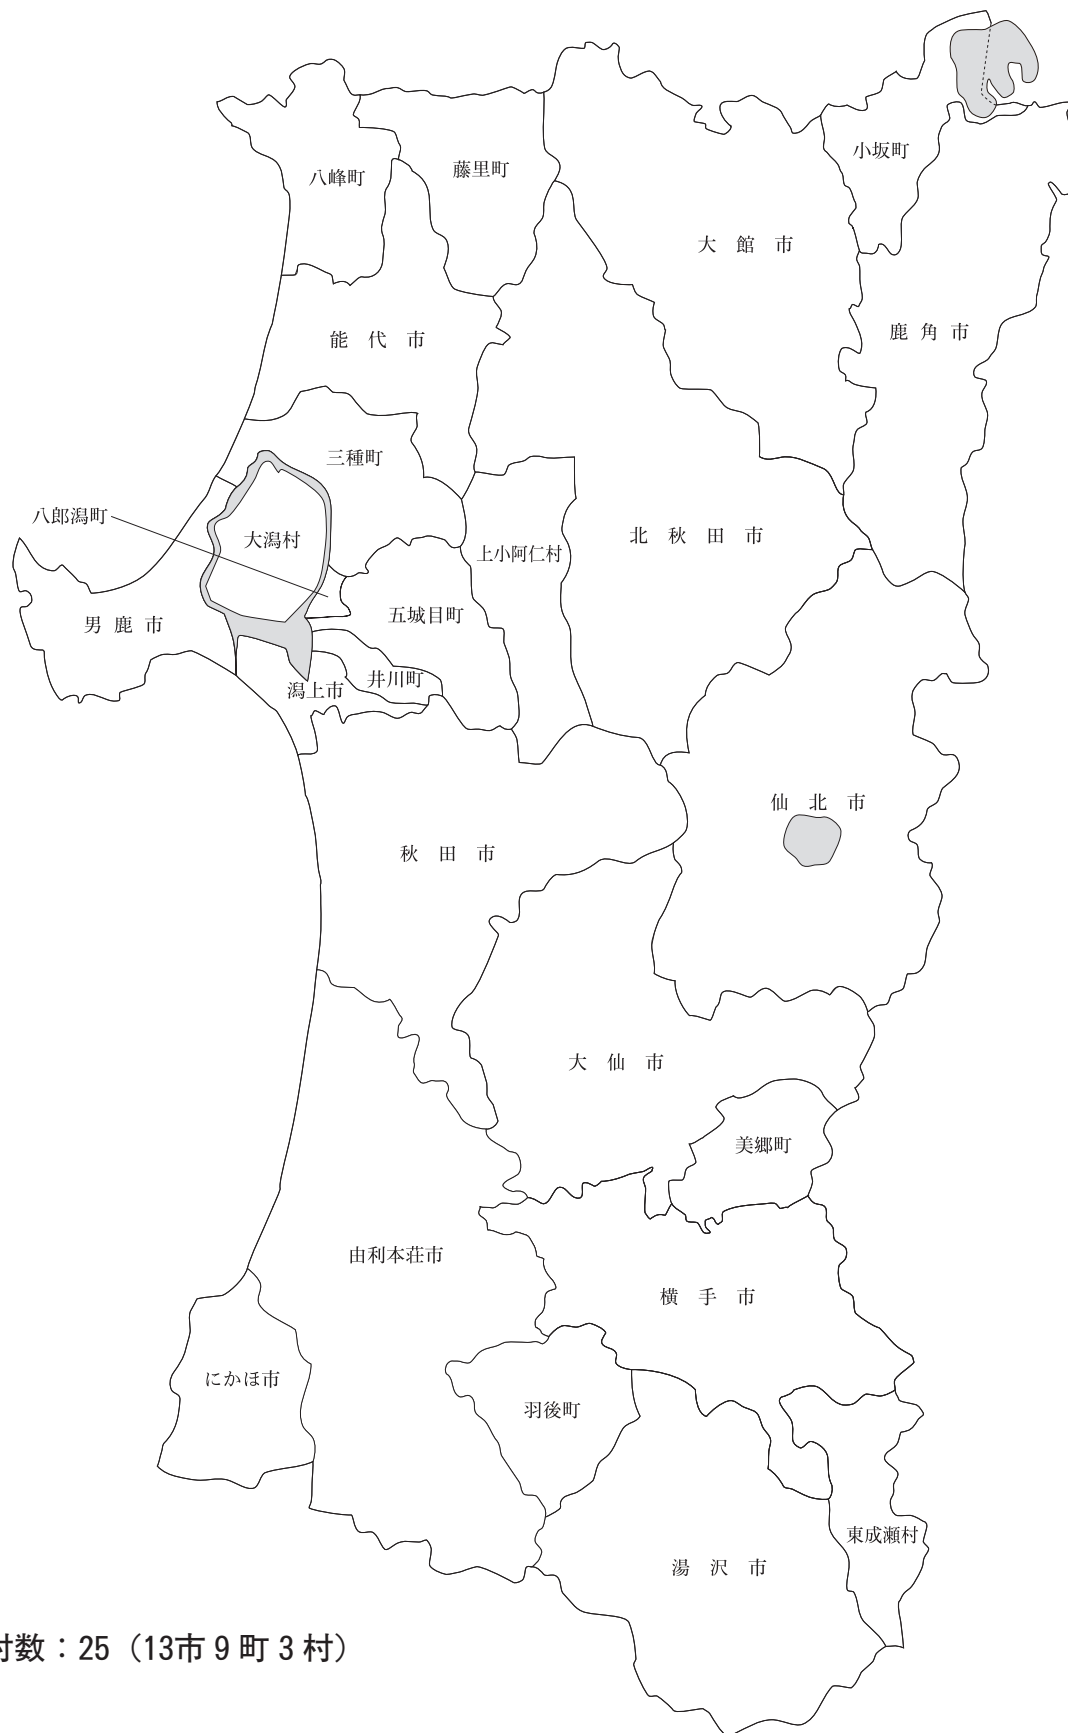 小坂町
藤里町
八峰町
大館市
鹿角市
能代市
三種町
八郎潟町
大潟村
上小阿仁村
北秋田市
男鹿市
五城目町
井川町
潟上市
仙北市
秋田市
大仙市
美郷町
由利本荘市
横手市
にかほ市
羽後町
東成瀬村
湯沢市
村数：25（13市9町3村）